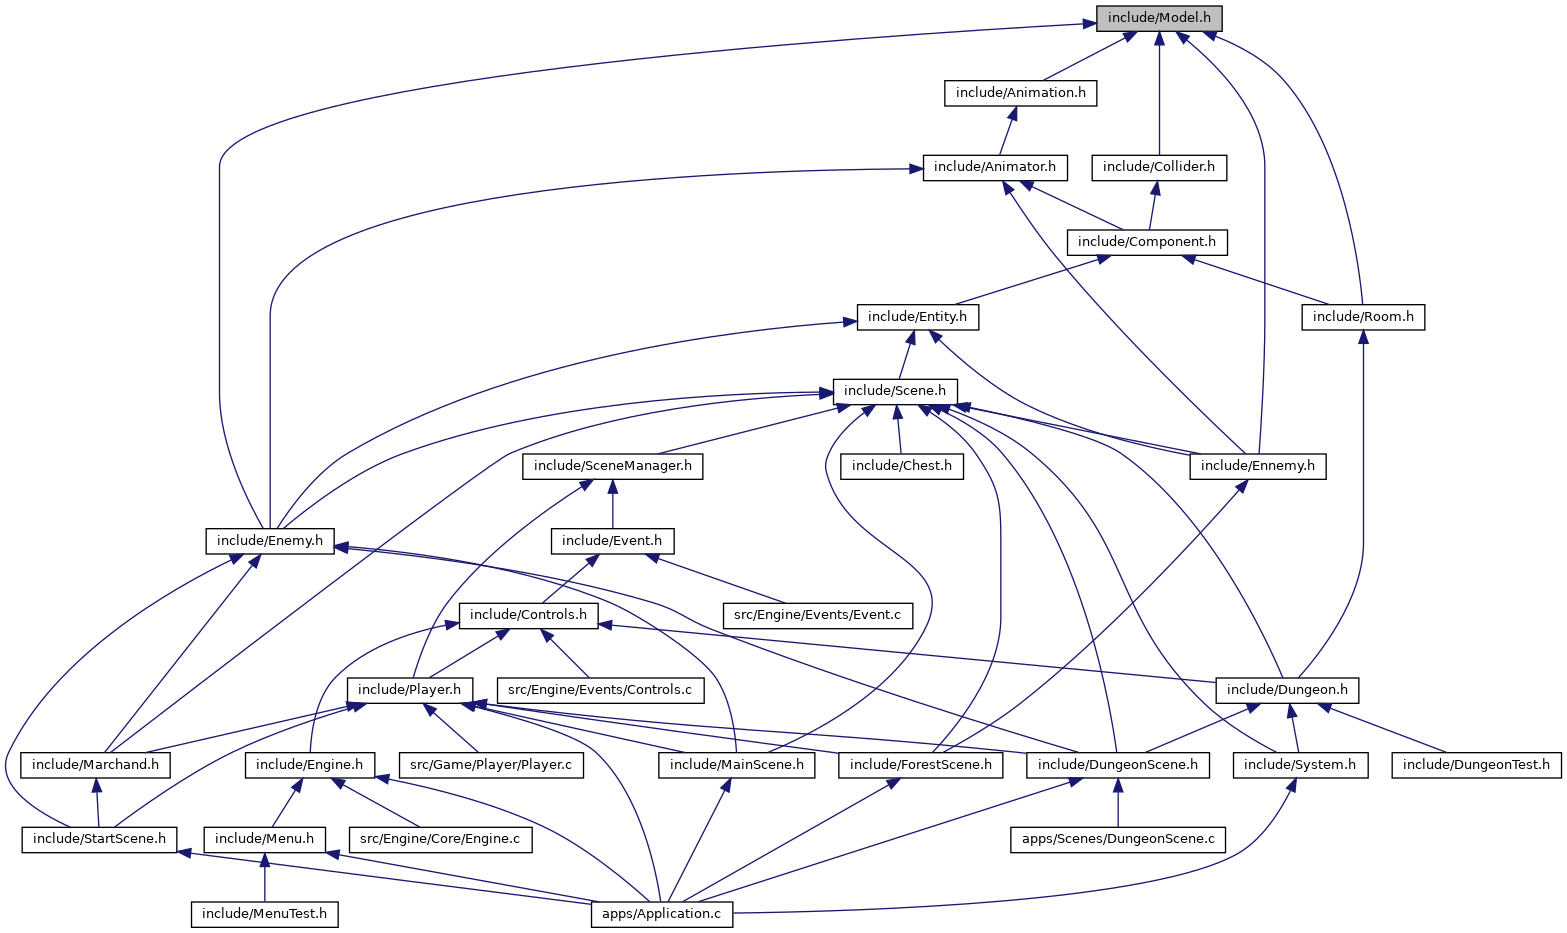 include/Model.h
include/Animation.h
include/Animator.h
include/Collider.h
include/Component.h
include/Entity.h
include/Room.h
include/Scene.h
include/SceneManager.h
include/Chest.h
include/Ennemy.h
include/Enemy.h
include/Event.h
include/Controls.h
src/Engine/Events/Event.c
include/Player.h
src/Engine/Events/Controls.c
include/Dungeon.h
include/Marchand.h
include/Engine.h
src/Game/Player/Player.c
include/MainScene.h
include/ForestScene.h
include/DungeonScene.h
include/System.h
include/DungeonTest.h
include/StartScene.h
include/Menu.h
src/Engine/Core/Engine.c
apps/Scenes/DungeonScene.c
include/MenuTest.h
apps/Application.c